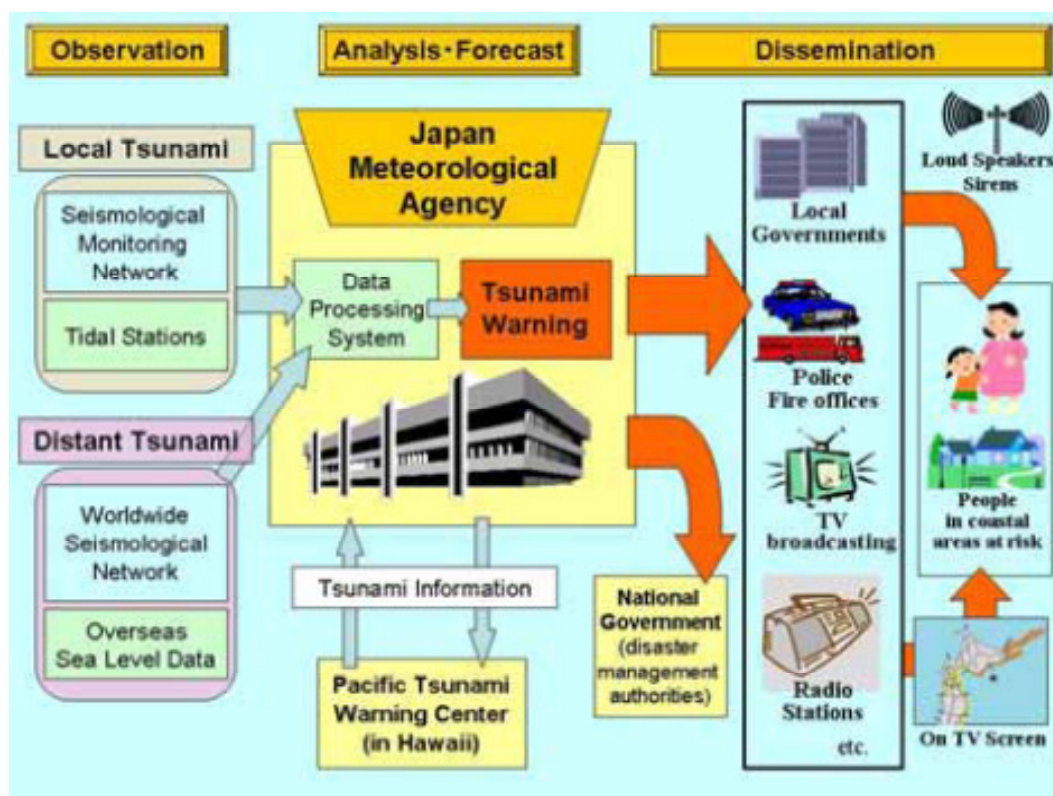 Observation
Analysis・Forecast
Dissemination
Local Tsunami
Seismological
Monitoring
Network
Tidal Stations
Distant Tsunami
Worldwide
Seismological
Network
Overseas
Sea Level Data
Japan
Meteorological
Agency
Data
Processing
System
Tsunami
Warning
Tsunami Information
Pacific Tsunami
Warning Center
(in Hawaii)
National
Government
(disaster
management
authorities)
Local
Governments
Police
Fire offices
TV
broadcasting
Radio
Stations
etc.
Loud Speakers
Sirens
People
in coastal
areas at risk
On TV Screen